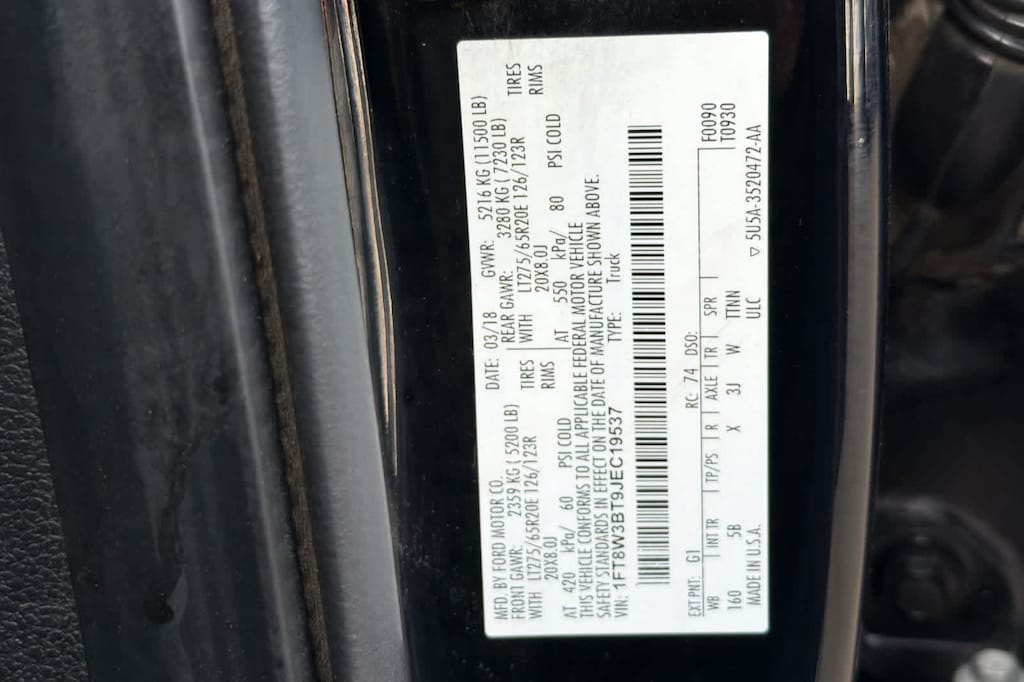 MFD. BY FORD MOTOR CO.
DATE: 03/18 GVWR: 5216 KG (11500 LB)
FRONT GAWR: 2359 KG ( 5200 LB) REAR GAWR: 3280 KG ( 7230 LB)
WITH LT275/65R20E 126/123R TIRES WITH LT275/65R20E 126/123R TIRES
20X8.0J RIMS 20X8.0J RIMS
AT 420 kPa/ 60 PSI COLD AT 550 kPa/ 80 PSI COLD
THIS VEHICLE CONFORMS TO ALL APPLICABLE FEDERAL MOTOR VEHICLE
SAFETY STANDARDS IN EFFECT ON THE DATE OF MANUFACTURE SHOWN ABOVE.
VIN: 1FT8W3BT9JEC19537 TYPE: Truck
EXT PNT: G1 RC: 74 DSO: F0090
WB INT TR TP/PS R AXLE TR SPR T0930
160 5B X 3J W TTNN
MADE IN U.S.A. ULC ▽ 5U5A-3520472-AA